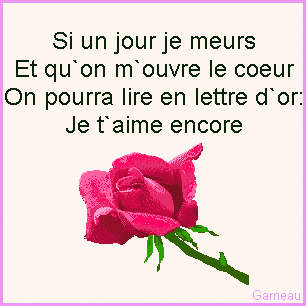 Si un jour je meurs
Et qu`on m`ouvre le coeur
On pourra lire en lettre d`or:
Je t`aime encore
Garneau